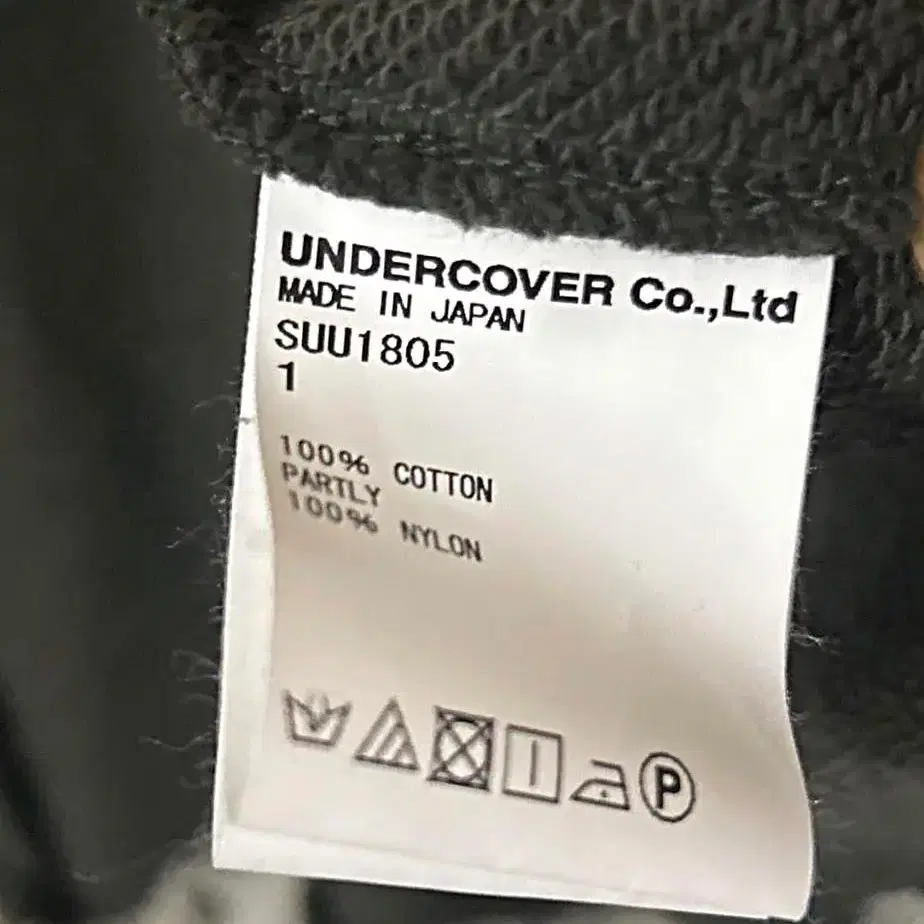 UNDERCOVER Co.,Ltd
MADE IN JAPAN
SUU1805
1
100% COTTON
PARTLY
100% NYLON
P